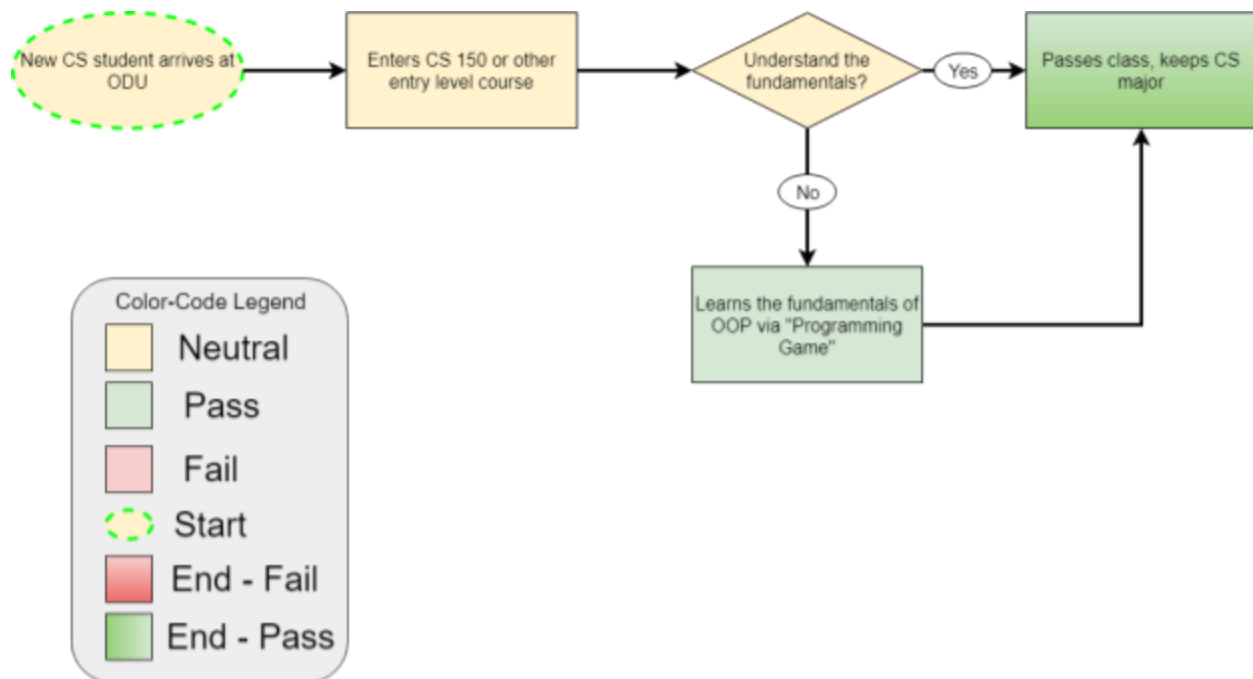 New CS student arrives at
ODU
Enters CS 150 or other
entry level course
Understand the
fundamentals?
Yes
Passes class, keeps CS
major
No
Learns the fundamentals of
OOP via "Programming
Game"
Color-Code Legend
Neutral
Pass
Fail
Start
End - Fail
End - Pass